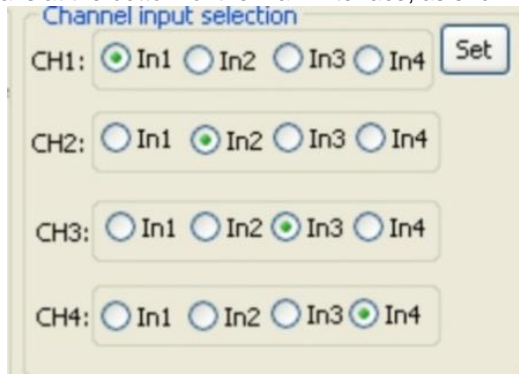 Channel input selection
CH1: In1 In2 In3 In4 Set
CH2: In1 In2 In3 In4
CH3: In1 In2 In3 In4
CH4: In1 In2 In3 In4